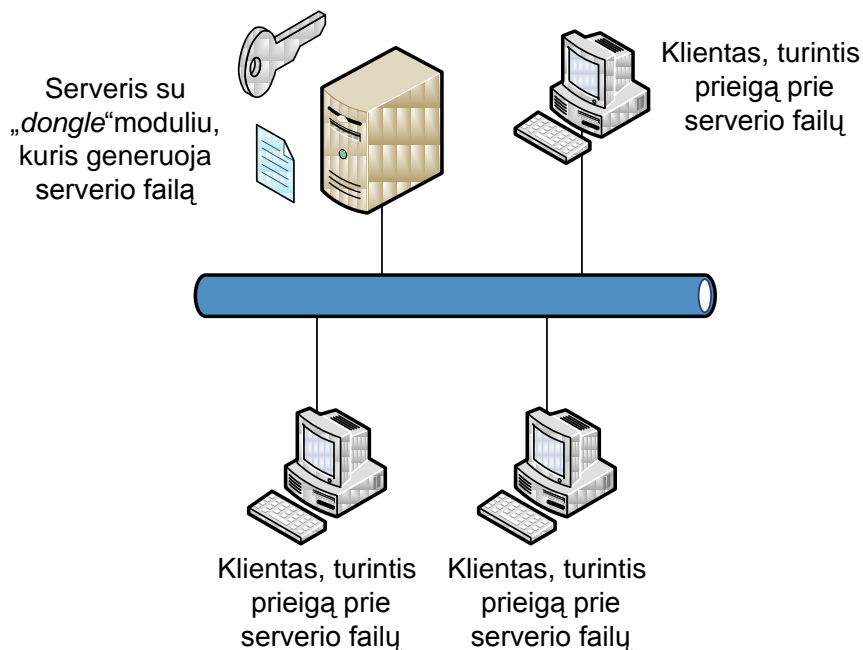 Serveris su
„dongle“moduliu,
kuris generuoja
serverio failą
Klientas, turintis
prieigą prie
serverio failų
Klientas, turintis
prieigą prie
serverio failų
Klientas, turintis
prieigą prie
serverio failų